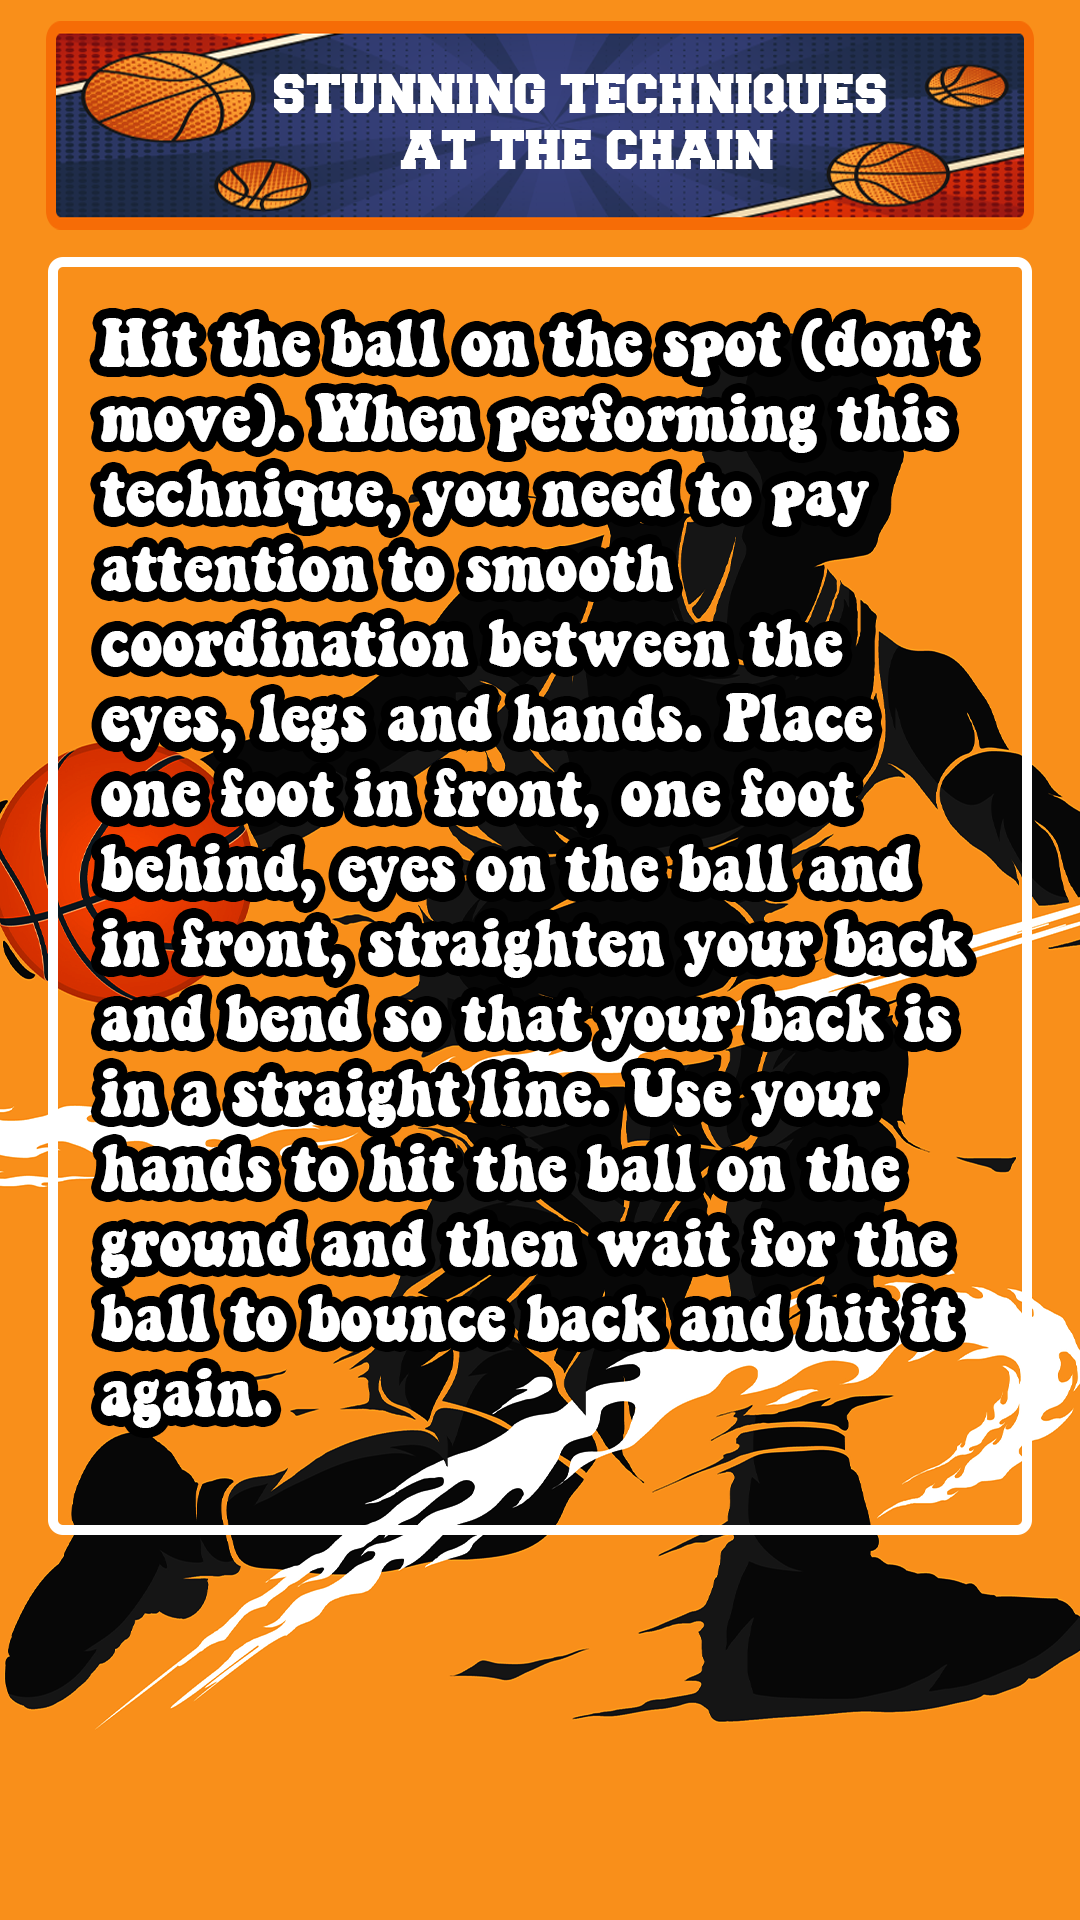 STUNNING TECHNIQUES
AT THE CHAIN
Hit the ball on the spot (don't
move). When performing this
technique, you need to pay
attention to smooth
coordination between the
eyes, legs and hands. Place
one foot in front, one foot
behind, eyes on the ball and
in front, straighten your back
and bend so that your back is
in a straight line. Use your
hands to hit the ball on the
ground and then wait for the
ball to bounce back and hit it
again.